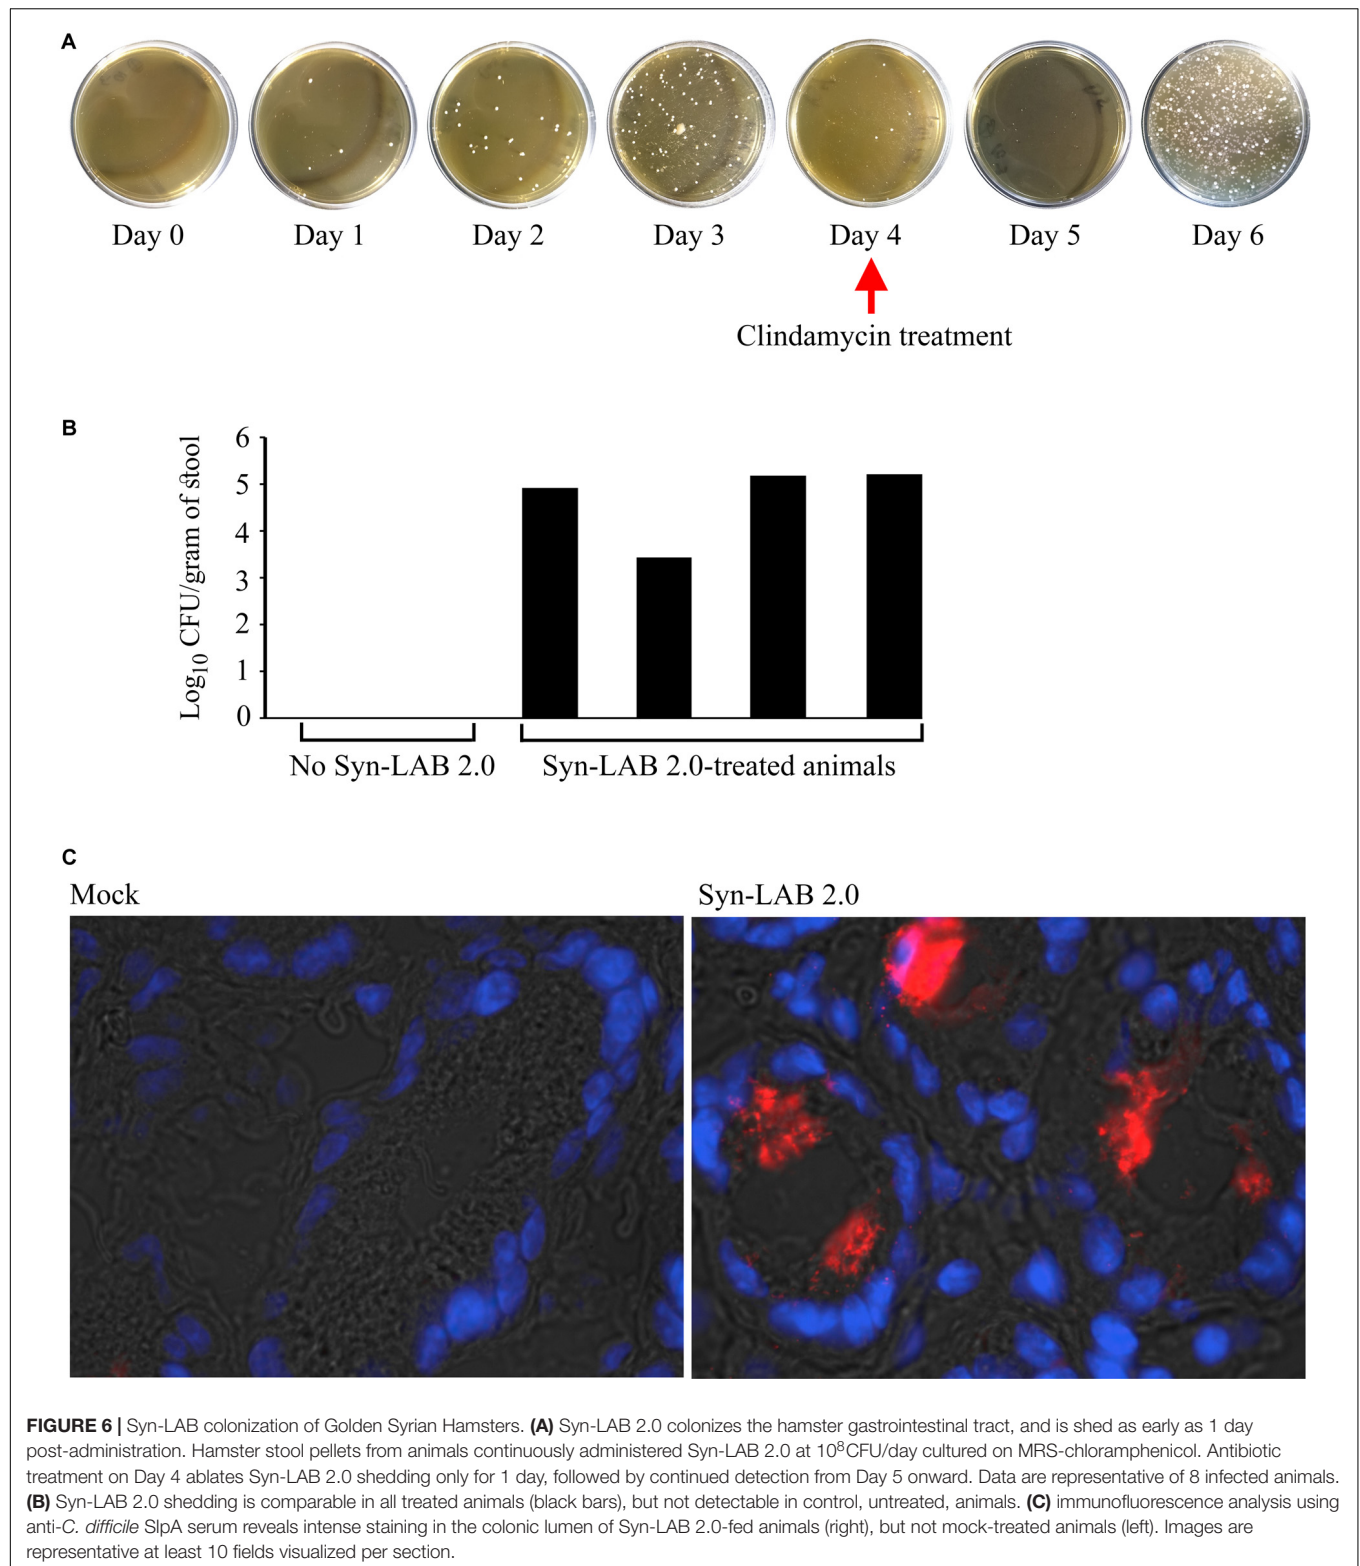 A
Day 0 Day 1 Day 2 Day 3 Day 4 Day 5 Day 6
Clindamycin treatment
B
Log10 CFU/gram of stool
6
5
4
3
2
1
0
No Syn-LAB 2.0 Syn-LAB 2.0-treated animals
C
Mock Syn-LAB 2.0
FIGURE 6 | Syn-LAB colonization of Golden Syrian Hamsters. (A) Syn-LAB 2.0 colonizes the hamster gastrointestinal tract, and is shed as early as 1 day
post-administration. Hamster stool pellets from animals continuously administered Syn-LAB 2.0 at 10⁸CFU/day cultured on MRS-chloramphenicol. Antibiotic
treatment on Day 4 ablates Syn-LAB 2.0 shedding only for 1 day, followed by continued detection from Day 5 onward. Data are representative of 8 infected animals.
(B) Syn-LAB 2.0 shedding is comparable in all treated animals (black bars), but not detectable in control, untreated, animals. (C) immunofluorescence analysis using
anti-C. difficile SlpA serum reveals intense staining in the colonic lumen of Syn-LAB 2.0-fed animals (right), but not mock-treated animals (left). Images are
representative at least 10 fields visualized per section.